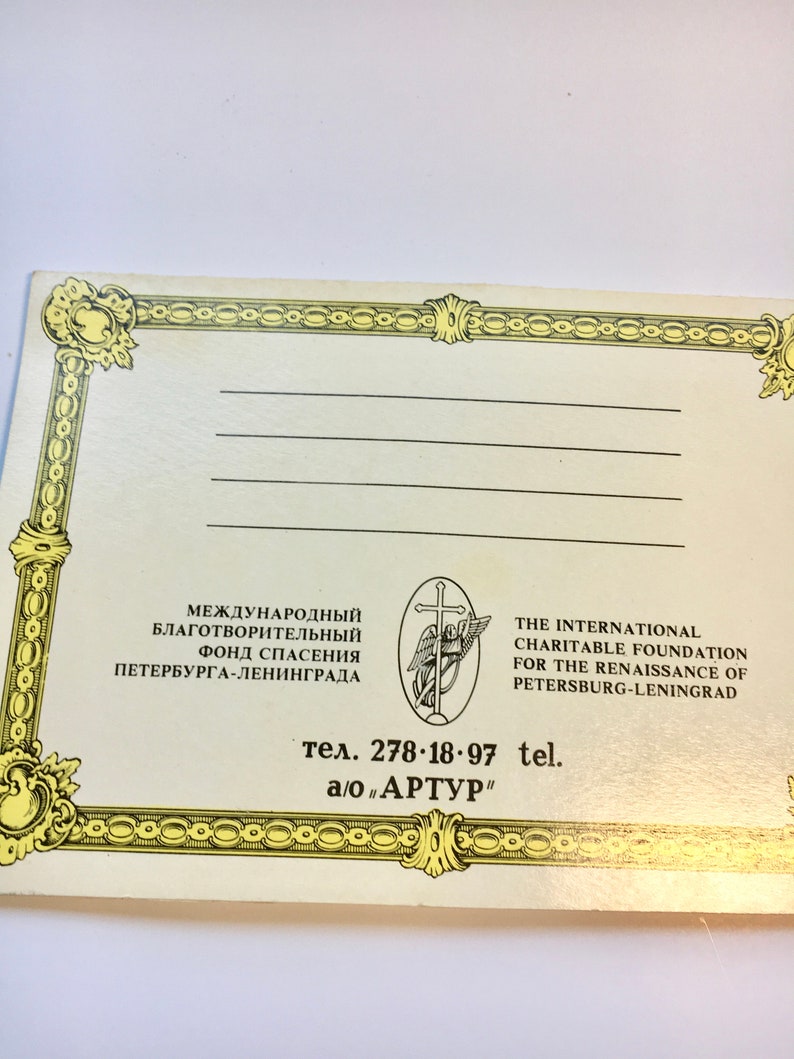 МЕЖДУНАРОДНЫЙ
БЛАГОТВОРИТЕЛЬНЫЙ
ФОНД СПАСЕНИЯ
ПЕТЕРБУРГА-ЛЕНИНГРАДА
THE INTERNATIONAL
CHARITABLE FOUNDATION
FOR THE RENAISSANCE OF
PETERSBURG-LENINGRAD
тел. 278·18·97 tel.
а/о „АРТУР"